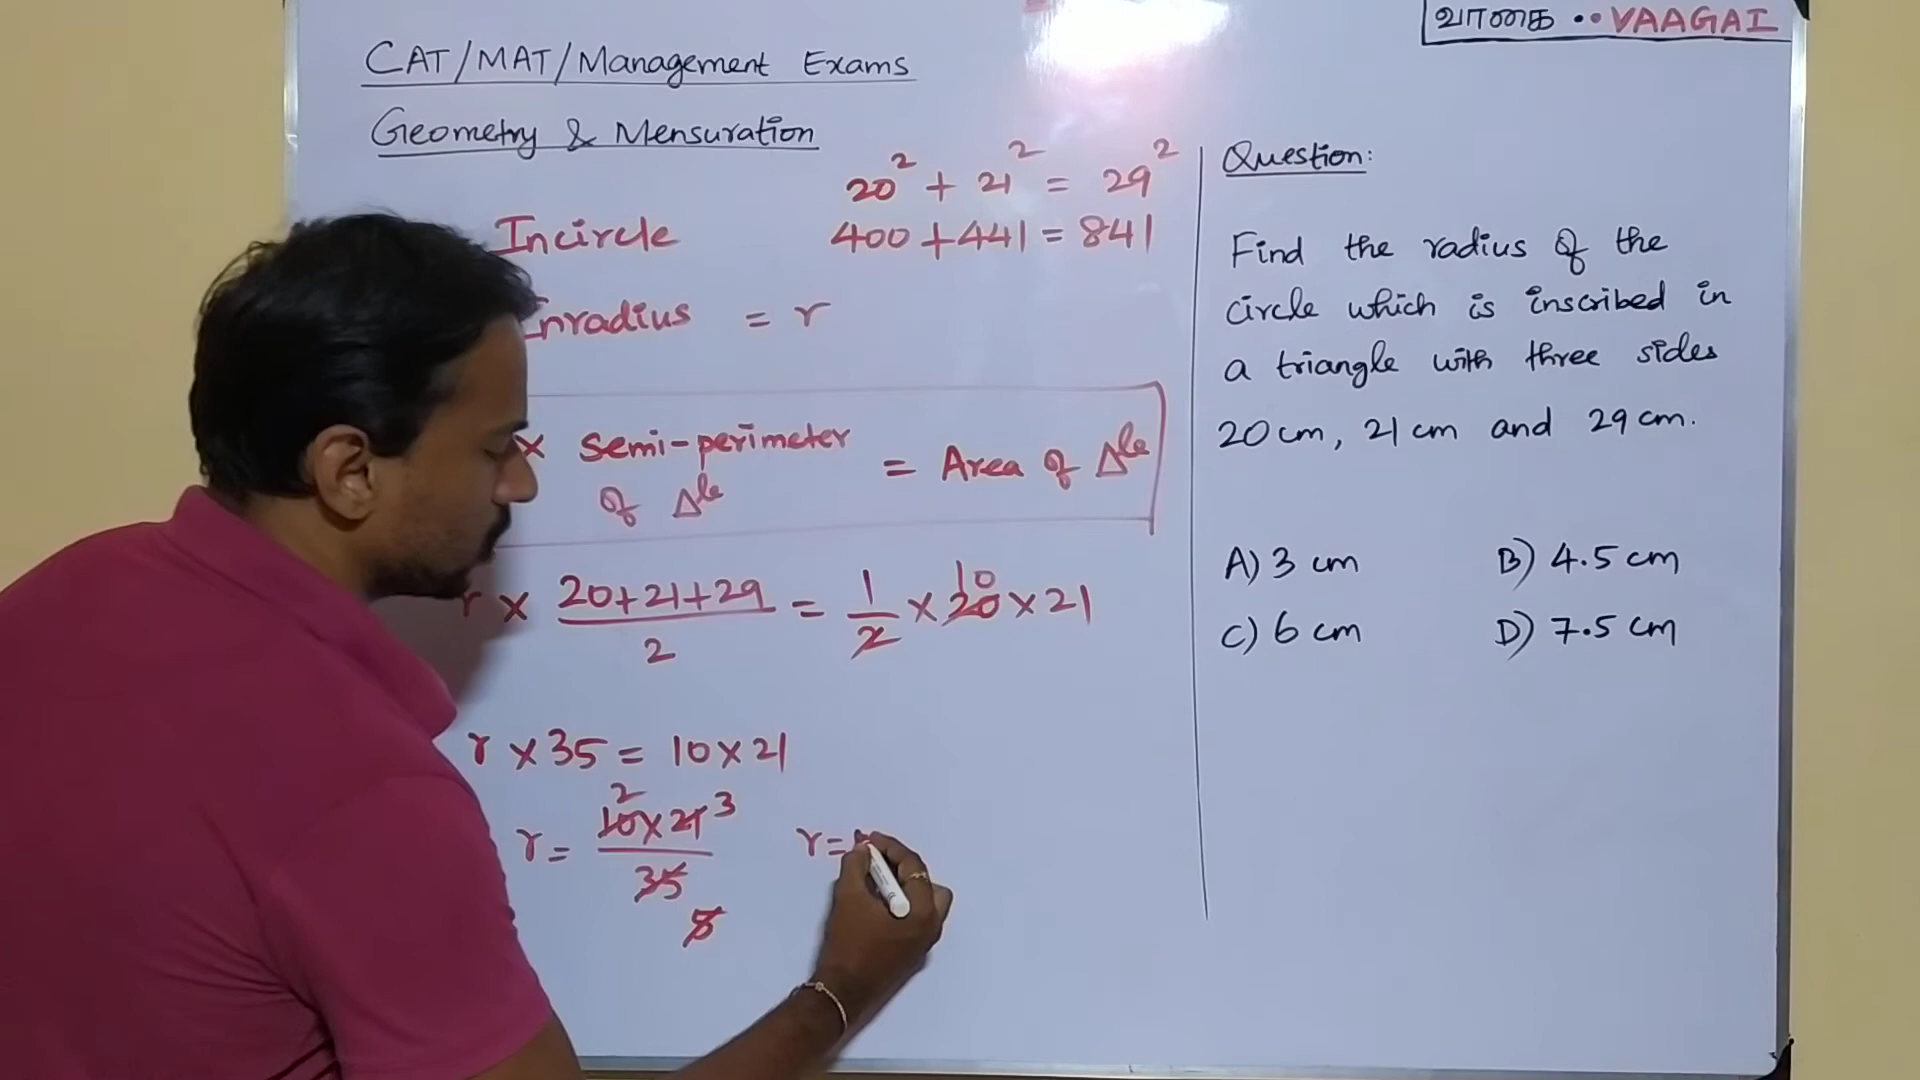 வாகை ..VAAGAI
CAT/MAT/Management Exams
Geometry & Mensuration
20² + 21² = 29²
400 + 441 = 841
Incircle
Inradius = r
× Semi-perimeter of Δle = Area of Δle
r × 20+21+29/2 = 1/2 × 20 10 × 21
r × 35 = 10 × 21
r = 10 2 × 21 3 / 35 5
r =
Question:
Find the radius of the
circle which is inscribed in
a triangle with three sides
20 cm, 21 cm and 29 cm.
A) 3 cm B) 4.5 cm
C) 6 cm D) 7.5 cm